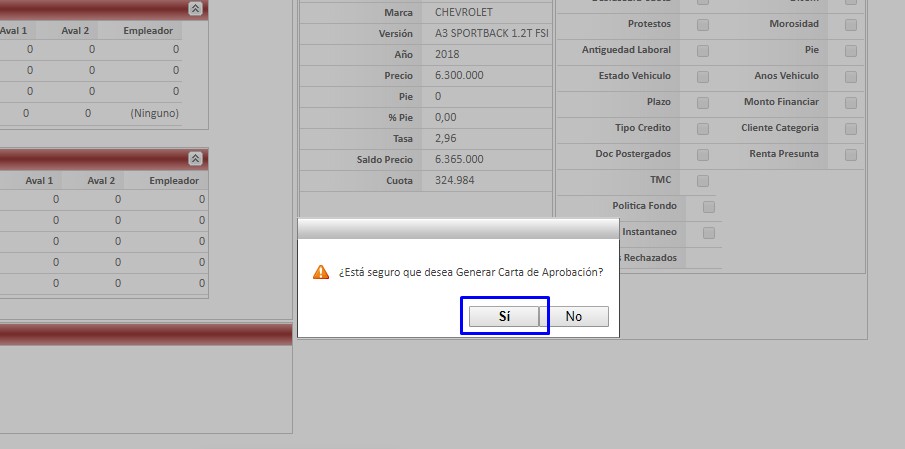 Aval 1 Aval 2 Empleador
0 0 0
0 0 0
0 0 0
0 0 (Ninguno)
Aval 1 Aval 2 Empleador
0 0 0
0 0 0
0 0 0
0 0 0
0 0 0
Marca CHEVROLET
Versión A3 SPORTBACK 1.2T FSI
Año 2018
Precio 6.300.000
Pie 0
% Pie 0,00
Tasa 2,96
Saldo Precio 6.365.000
Cuota 324.984
Protestos Morosidad
Antiguedad Laboral Pie
Estado Vehiculo Anos Vehiculo
Plazo Monto Financiar
Tipo Credito Cliente Categoria
Doc Postergados Renta Presunta
TMC
Politica Fondo
Instantaneo
Rechazados
¿Está seguro que desea Generar Carta de Aprobación?
Sí No